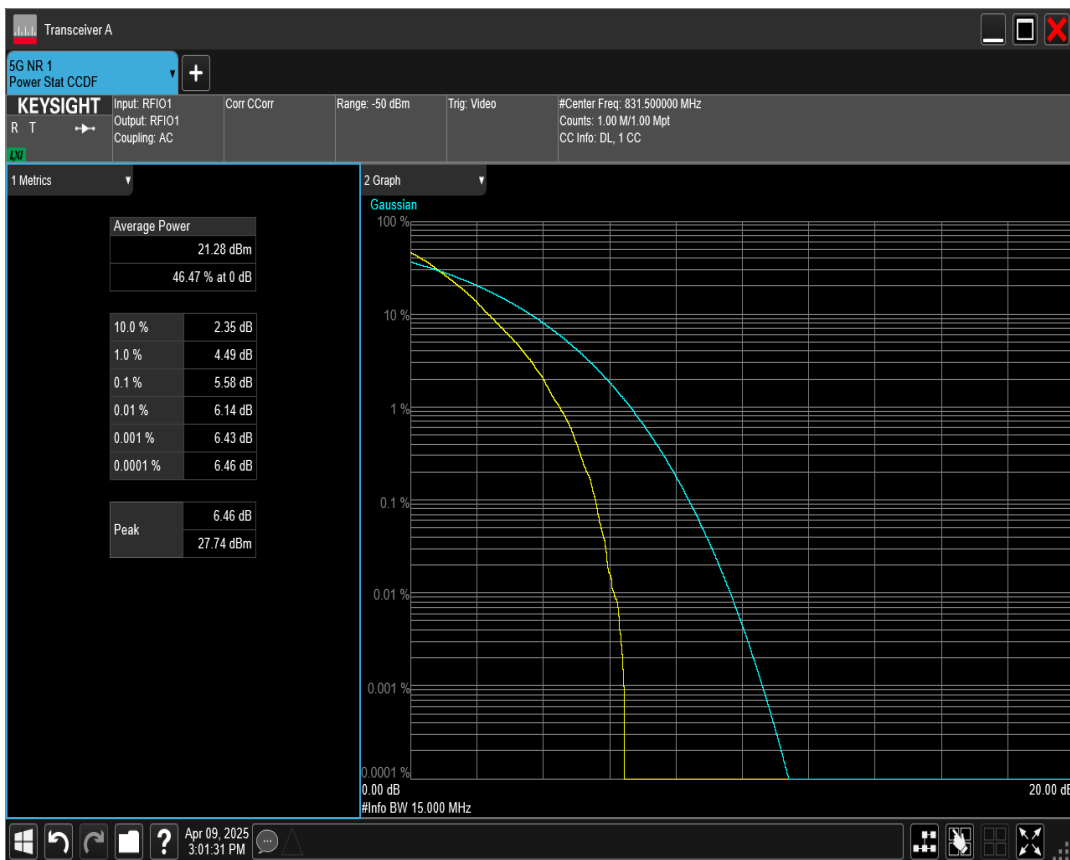 Transceiver A
5G NR 1
Power Stat CCDF
+
KEYSIGHT
R T
LXI
Input: RFIO1
Output: RFIO1
Coupling: AC
Corr CCorr
Range: -50 dBm
Trig: Video
#Center Freq: 831.500000 MHz
Counts: 1.00 M/1.00 Mpt
CC Info: DL, 1 CC
1 Metrics
Average Power
21.28 dBm
46.47 % at 0 dB
10.0 % 2.35 dB
1.0 % 4.49 dB
0.1 % 5.58 dB
0.01 % 6.14 dB
0.001 % 6.43 dB
0.0001 % 6.46 dB
Peak
6.46 dB
27.74 dBm
2 Graph
Gaussian
100 %
10 %
1 %
0.1 %
0.01 %
0.001 %
0.0001 %
0.00 dB
20.00 dB
#Info BW 15.000 MHz
?
Apr 09, 2025
3:01:31 PM